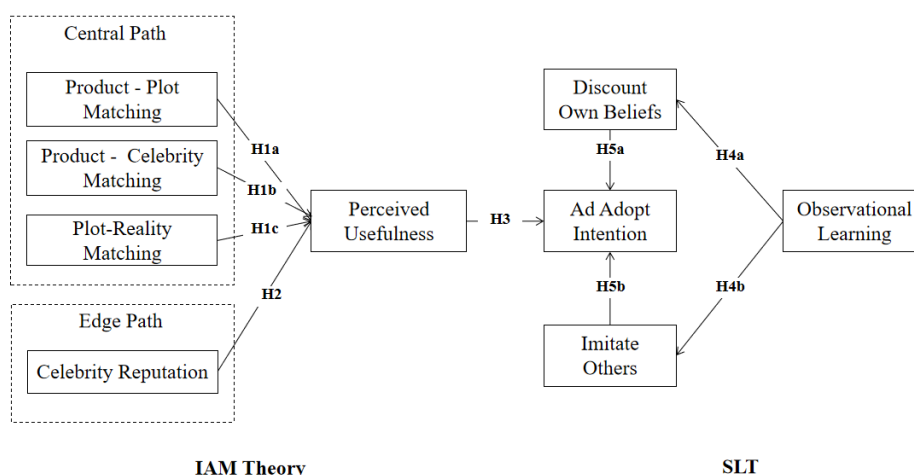 Central Path
Product - Plot
Matching
H1a
Product -  Celebrity
Matching
H1b
Plot-Reality
Matching
H1c
H2
Edge Path
Celebrity Reputation
Perceived
Usefulness
H3
Discount
Own Beliefs
H5a
H4a
Ad Adopt
Intention
Observational
Learning
H5b
H4b
Imitate
Others
IAM Theory
SLT